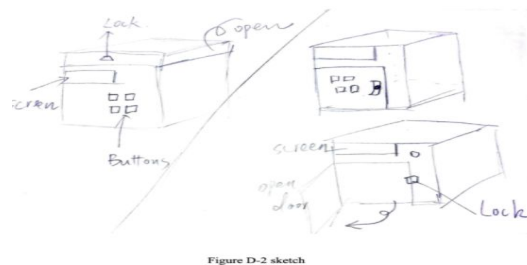 Lock
open
screen
Buttons
screen
open
door
Lock
Figure D-2 sketch